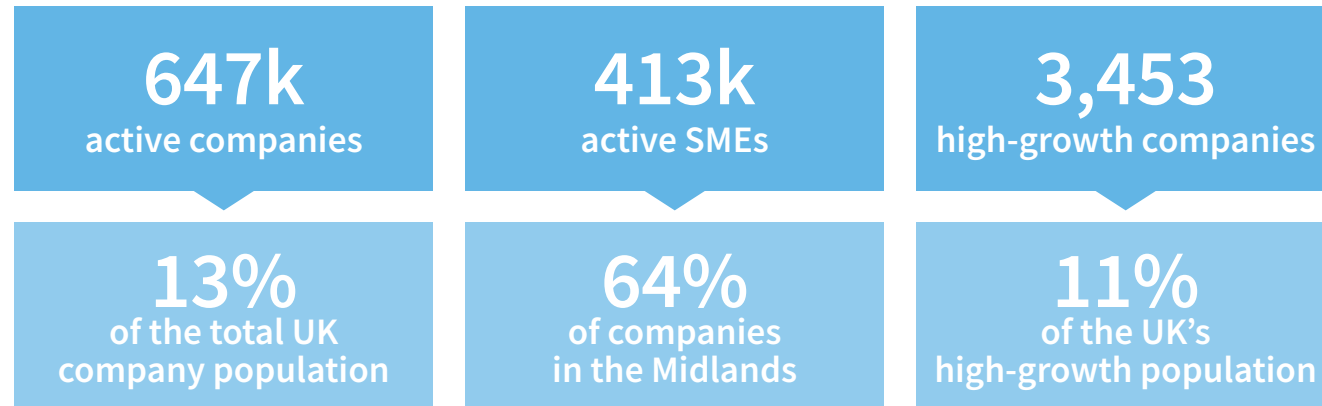 647k
active companies
413k
active SMEs
3,453
high-growth companies
13%
of the total UK
company population
64%
of companies
in the Midlands
11%
of the UK’s
high-growth population